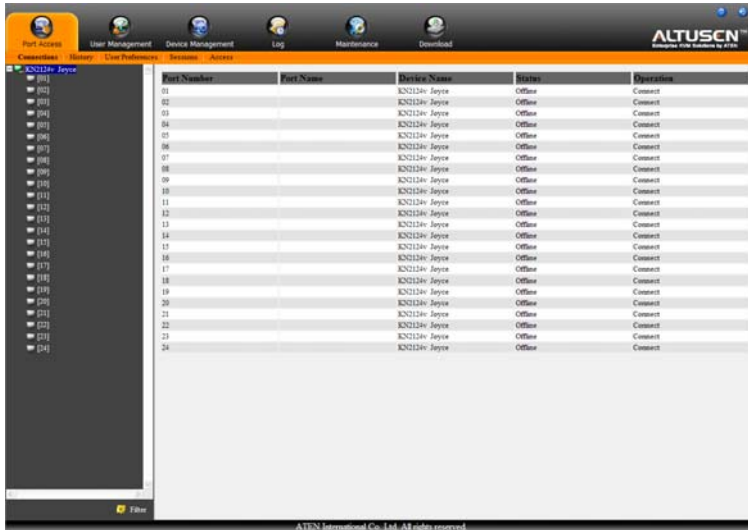 Port Access User Management Device Management Log Maintenance Download
ALTUSEN™
Enterprise KVM Solutions by ATEN
Connections History User Preferences Sessions Access
KN2124v Joyce
[01]
[02]
[03]
[04]
[05]
[06]
[07]
[08]
[09]
[10]
[11]
[12]
[13]
[14]
[15]
[16]
[17]
[18]
[19]
[20]
[21]
[22]
[23]
[24]
Filter
Port Number Port Name Device Name Status Operation
01 KN2124v Joyce Offline Connect
02 KN2124v Joyce Offline Connect
03 KN2124v Joyce Offline Connect
04 KN2124v Joyce Offline Connect
05 KN2124v Joyce Offline Connect
06 KN2124v Joyce Offline Connect
07 KN2124v Joyce Offline Connect
08 KN2124v Joyce Offline Connect
09 KN2124v Joyce Offline Connect
10 KN2124v Joyce Offline Connect
11 KN2124v Joyce Offline Connect
12 KN2124v Joyce Offline Connect
13 KN2124v Joyce Offline Connect
14 KN2124v Joyce Offline Connect
15 KN2124v Joyce Offline Connect
16 KN2124v Joyce Offline Connect
17 KN2124v Joyce Offline Connect
18 KN2124v Joyce Offline Connect
19 KN2124v Joyce Offline Connect
20 KN2124v Joyce Offline Connect
21 KN2124v Joyce Offline Connect
22 KN2124v Joyce Offline Connect
23 KN2124v Joyce Offline Connect
24 KN2124v Joyce Offline Connect
ATEN International Co. Ltd. All rights reserved.